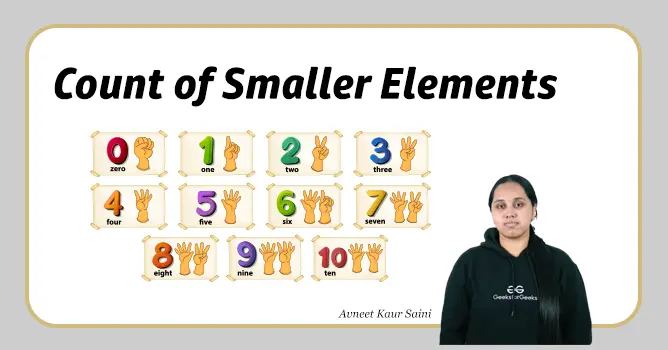 Count of Smaller Elements
0 1 2 3
zero one two three
4 5 6 7
four five six seven
8 9 10
eight nine ten
GeeksforGeeks
Avneet Kaur Saini